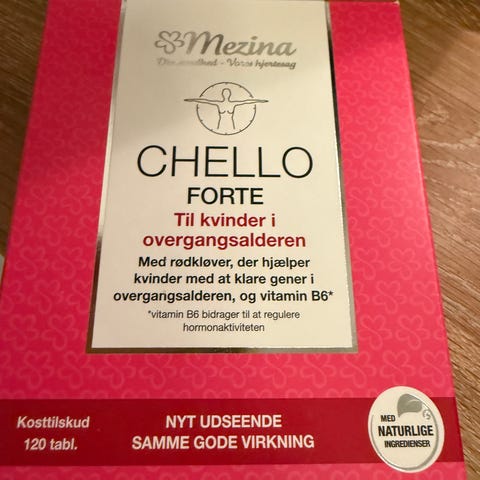 Mezina
Din sundhed - Vores hjertesag
CHELLO
FORTE
Til kvinder i
overgangsalderen
Med rødkløver, der hjælper
kvinder med at klare gener i
overgangsalderen, og vitamin B6*
*vitamin B6 bidrager til at regulere
hormonaktiviteten
Kosttilskud
120 tabl.
NYT UDSEENDE
SAMME GODE VIRKNING
MED
NATURLIGE
INGREDIENSER